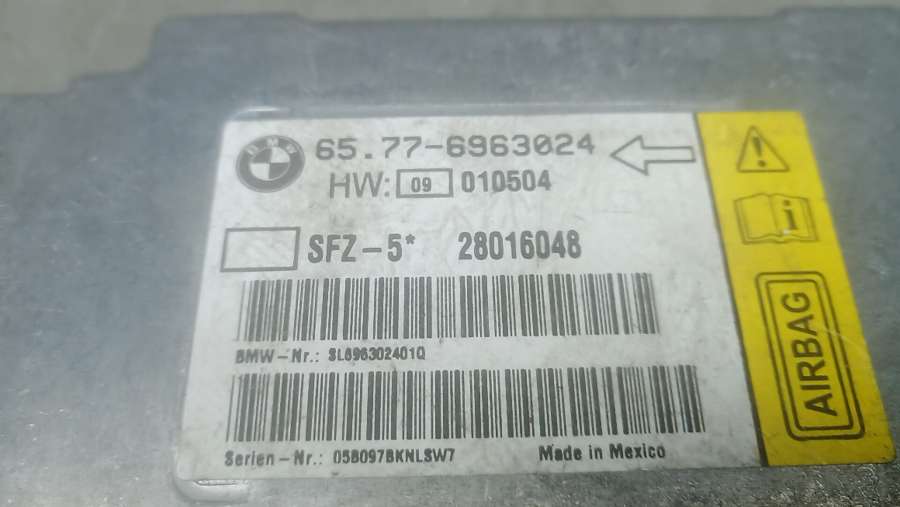 BMW
65.77-6963024
HW: 09 010504
SFZ-5* 28016048
BMW-Nr.: SL696302401Q
Serien-Nr.: 058097BKNLSW7
Made in Mexico
i
AIRBAG